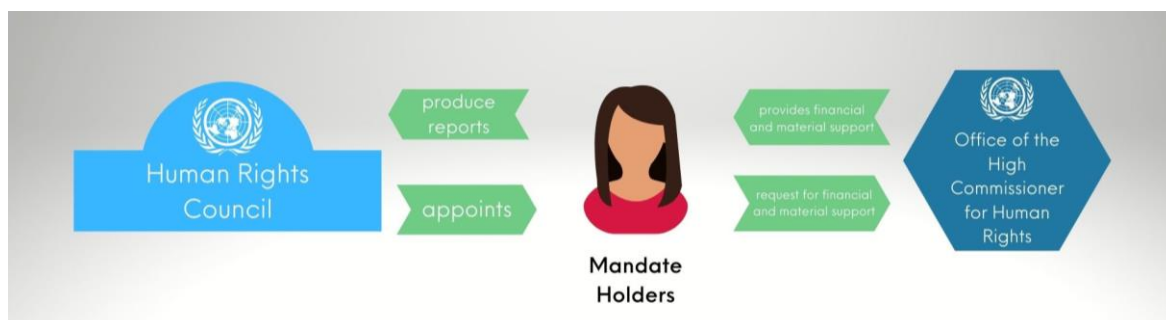 Human Rights
Council
produce
reports
appoints
Mandate
Holders
provides financial
and material support
request for financial
and material support
Office of the
High
Commissioner
for Human
Rights